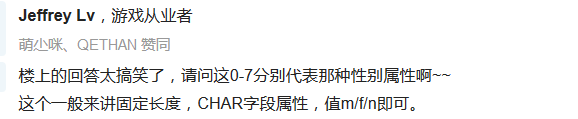 Jeffrey Lv，游戏从业者
萌尘咪、QETHAN 赞同
楼上的回答太搞笑了，请问这0-7分别代表那种性别属性啊~~
这个一般来讲固定长度，CHAR字段属性，值m/f/n即可。